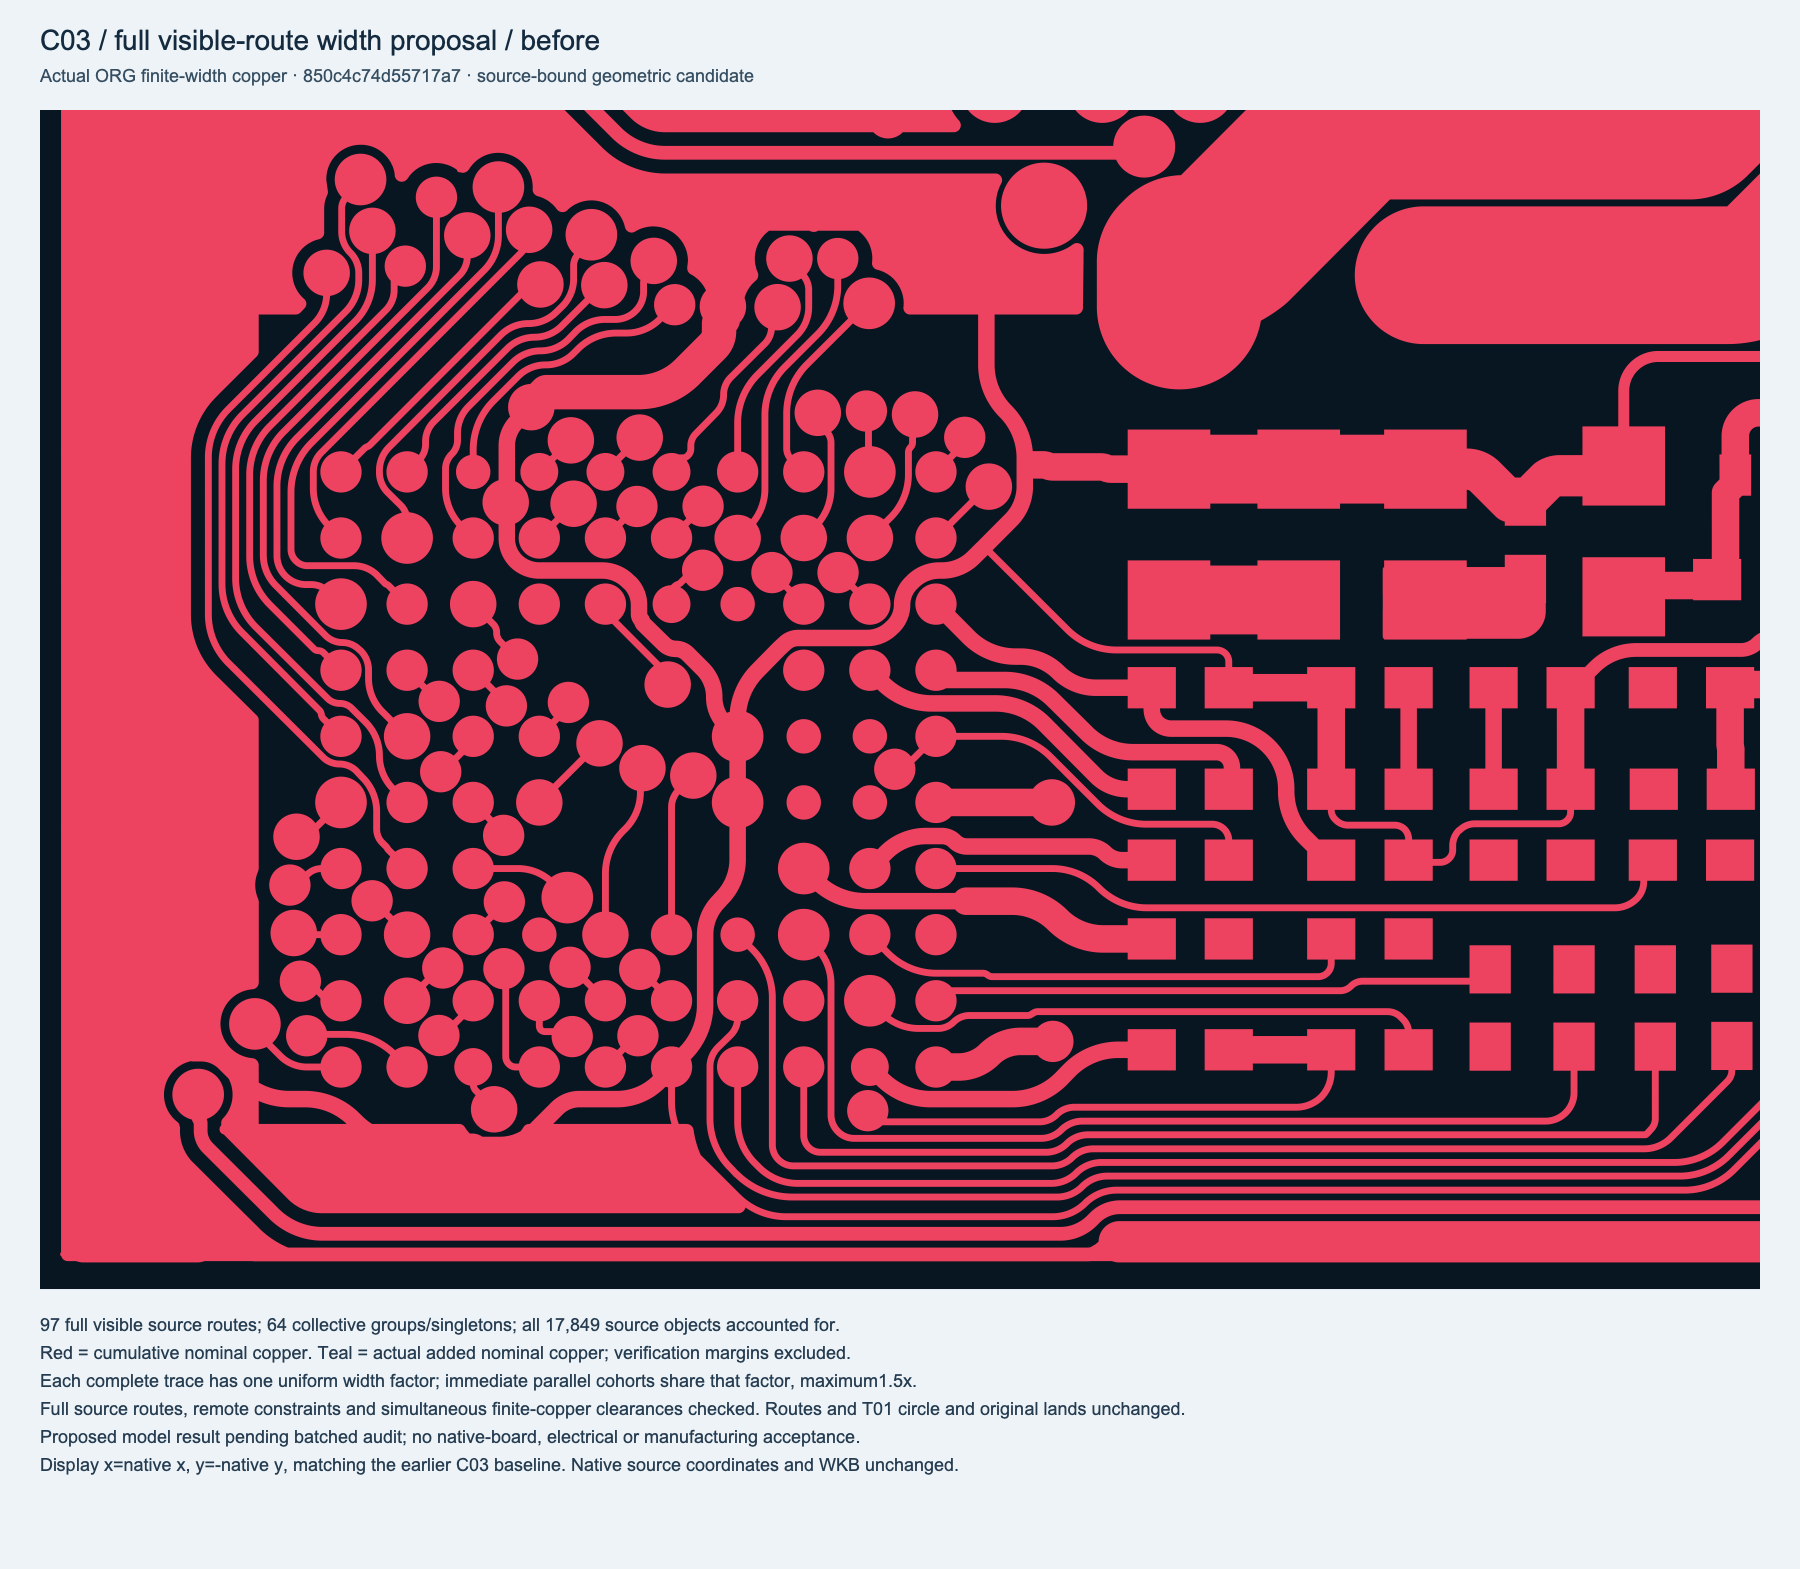 C03 / full visible-route width proposal / before
Actual ORG finite-width copper · 850c4c74d55717a7 · source-bound geometric candidate
97 full visible source routes; 64 collective groups/singletons; all 17,849 source objects accounted for.
Red = cumulative nominal copper. Teal = actual added nominal copper; verification margins excluded.
Each complete trace has one uniform width factor; immediate parallel cohorts share that factor, maximum1.5x.
Full source routes, remote constraints and simultaneous finite-copper clearances checked. Routes and T01 circle and original lands unchanged.
Proposed model result pending batched audit; no native-board, electrical or manufacturing acceptance.
Display x=native x, y=-native y, matching the earlier C03 baseline. Native source coordinates and WKB unchanged.